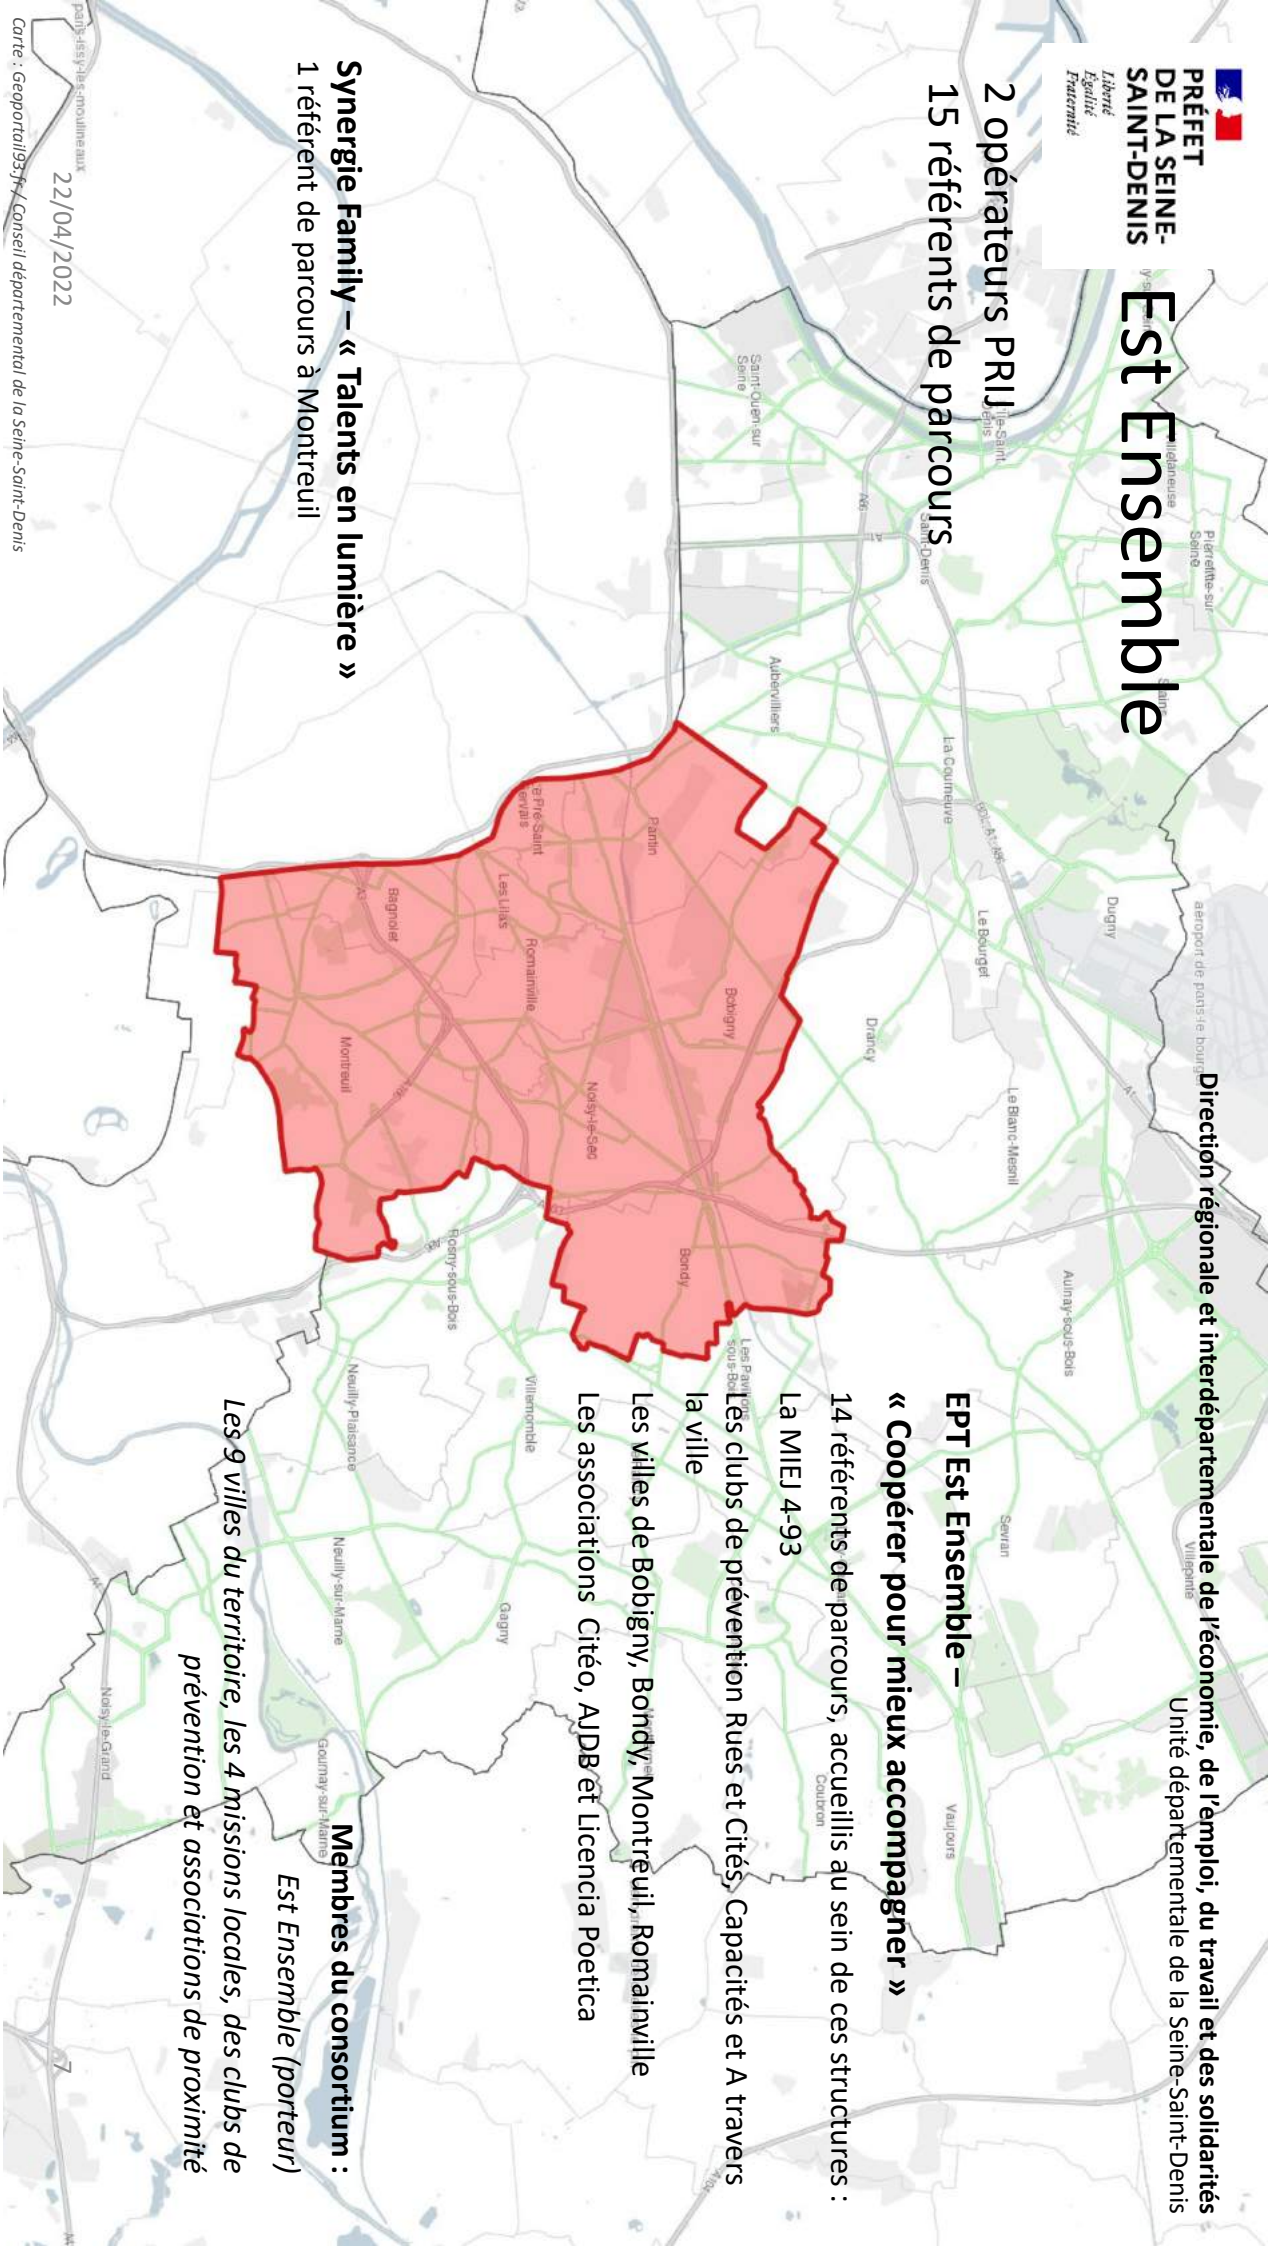 PRÉFET
DE LA SEINE-
SAINT-DENIS
Liberté
Égalité
Fraternité
Est Ensemble
Direction régionale et interdépartementale de l'économie, de l'emploi, du travail et des solidarités
Unité départementale de la Seine-Saint-Denis
2 opérateurs PRIJ
15 référents de parcours
Synergie Family – « Talents en lumière »
1 référent de parcours à Montreuil
EPT Est Ensemble –
« Coopérer pour mieux accompagner »
14 référents de parcours, accueillis au sein de ces structures :
La MIEJ 4-93
Les clubs de prévention Rues et Cités, Capacités et A travers
la ville
Les villes de Bobigny, Bondy, Montreuil, Romainville
Les associations Citéo, AJDB et Licencia Poetica
Membres du consortium :
Est Ensemble (porteur)
Les 9 villes du territoire, les 4 missions locales, des clubs de
prévention et associations de proximité
Pierrefitte-sur
Seine
Stains
Saint-Denis
Saint-Ouen-sur
Seine
Aubervilliers
La Courneuve
Dugny
Le Bourget
Drancy
Le Blanc-Mesnil
Aulnay-sous-Bois
Sevran
Villepinte
Vaujours
Coubron
Pantin
Bobigny
Les Lilas
Romainville
Noisy-le-Sec
Bagnolet
Montreuil
Bondy
Rosny-sous-Bois
Villemomble
Neuilly-Plaisance
Neuilly-sur-Marne
Gagny
Gournay-sur-Marne
Noisy-le-Grand
A86
A3
A1
paris-issy-les-moulineaux
22/04/2022
Carte : Geoportail93.fr / Conseil départemental de la Seine-Saint-Denis
7